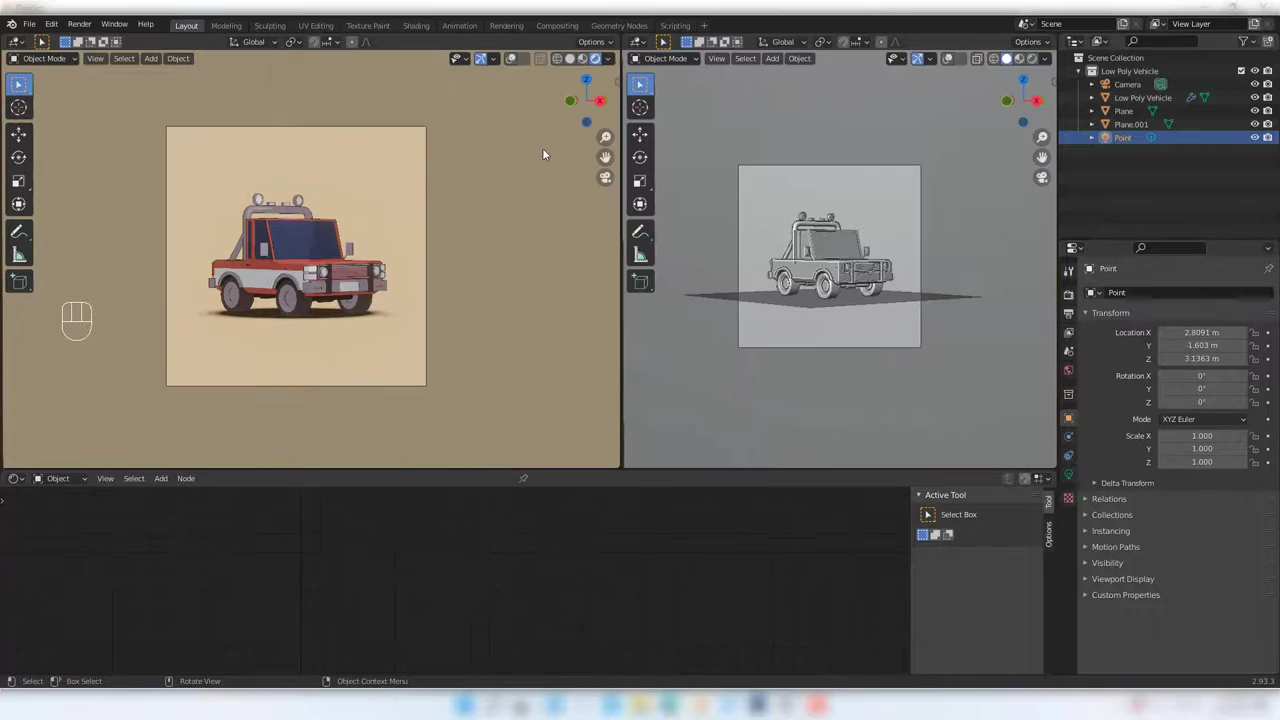 File Edit Render Window Help Layout Modeling Sculpting UV Editing Texture Paint Shading Animation Rendering Compositing Geometry Nodes Scripting + Scene View Layer
Global Options Global Options
Object Mode View Select Add Object Object Mode View Select Add Object
Scene Collection
Low Poly Vehicle
Camera
Low Poly Vehicle
Plane
Plane.001
Point
Z
X
Z
X
Point
Point
Transform
Location X 2.8091 m
Y -1.603 m
Z 3.1363 m
Rotation X 0°
Y 0°
Z 0°
Mode XYZ Euler
Scale X 1.000
Y 1.000
Z 1.000
Delta Transform
Relations
Collections
Instancing
Motion Paths
Visibility
Viewport Display
Custom Properties
Object View Select Add Node
Active Tool
Select Box
Tool
Options
Select Box Select Rotate View Object Context Menu 2.93.3